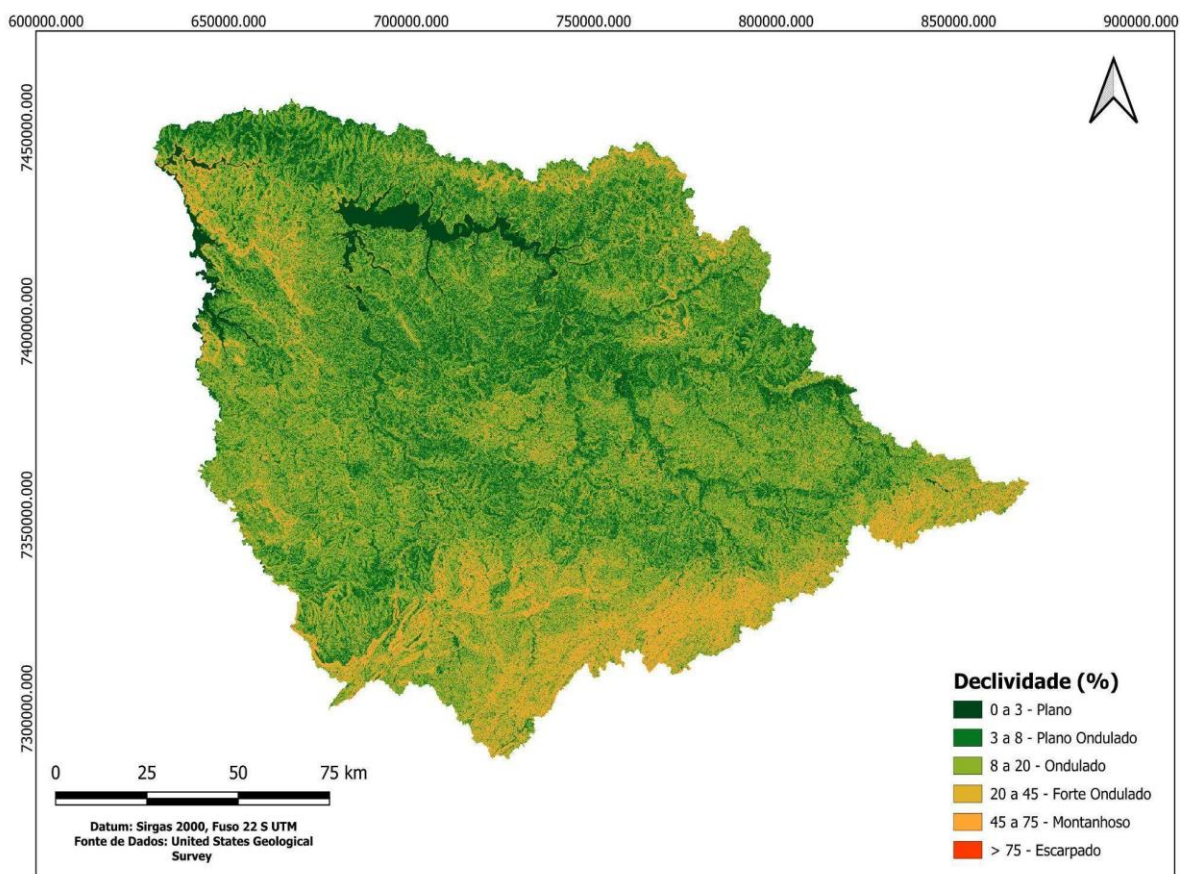 600000.000 650000.000 700000.000 750000.000 800000.000 850000.000 900000.000
7450000.000
7400000.000
7350000.000
7300000.000
Declividade (%)
0 a 3 - Plano
3 a 8 - Plano Ondulado
8 a 20 - Ondulado
20 a 45 - Forte Ondulado
45 a 75 - Montanhoso
> 75 - Escarpado
0 25 50 75 km
Datum: Sirgas 2000, Fuso 22 S UTM
Fonte de Dados: United States Geological
Survey